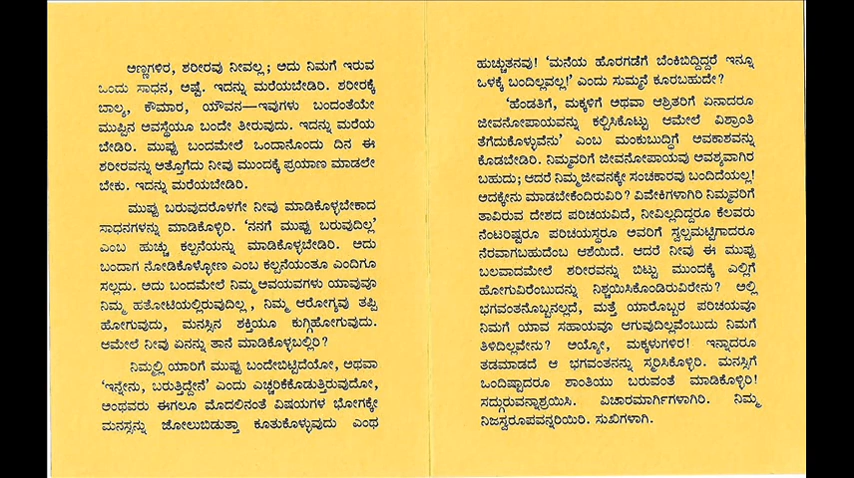 ಅಣ್ಣಗಳಿರ, ಶರೀರವು ನೀವಲ್ಲ; ಅದು ನಿಮಗೆ ಇರುವ
ಒಂದು ಸಾಧನ, ಅಷ್ಟೆ. ಇದನ್ನು ಮರೆಯಬೇಡಿರಿ. ಶರೀರಕ್ಕೆ
ಬಾಲ್ಯ, ಕೌಮಾರ, ಯೌವನ—ಇವುಗಳು ಬಂದಂತೆಯೇ
ಮುಪ್ಪಿನ ಅವಸ್ಥೆಯೂ ಬಂದೇ ತೀರುವುದು. ಇದನ್ನು ಮರೆಯ
ಬೇಡಿರಿ. ಮುಪ್ಪು ಬಂದಮೇಲೆ ಒಂದಾನೊಂದು ದಿನ ಈ
ಶರೀರವನ್ನು ಅತ್ತೊಗೆದು ನೀವು ಮುಂದಕ್ಕೆ ಪ್ರಯಾಣ ಮಾಡಲೇ
ಬೇಕು. ಇದನ್ನು ಮರೆಯಬೇಡಿರಿ.
ಮುಪ್ಪು ಬರುವುದರೊಳಗೇ ನೀವು ಮಾಡಿಕೊಳ್ಳಬೇಕಾದ
ಸಾಧನಗಳನ್ನು ಮಾಡಿಕೊಳ್ಳಿರಿ. ‘ನನಗೆ ಮುಪ್ಪು ಬರುವುದಿಲ್ಲ’
ಎಂಬ ಹುಚ್ಚು ಕಲ್ಪನೆಯನ್ನು ಮಾಡಿಕೊಳ್ಳಬೇಡಿರಿ. ಅದು
ಬಂದಾಗ ನೋಡಿಕೊಳ್ಳೋಣ ಎಂಬ ಕಲ್ಪನೆಯಂತೂ ಎಂದಿಗೂ
ಸಲ್ಲದು. ಅದು ಬಂದಮೇಲೆ ನಿಮ್ಮ ಅವಯವಗಳು ಯಾವುವೂ
ನಿಮ್ಮ ಹತೋಟಿಯಲ್ಲಿರುವುದಿಲ್ಲ, ನಿಮ್ಮ ಆರೋಗ್ಯವು ತಪ್ಪಿ
ಹೋಗುವುದು, ಮನಸ್ಸಿನ ಶಕ್ತಿಯೂ ಕುಗ್ಗಿಹೋಗುವುದು.
ಆಮೇಲೆ ನೀವು ಏನನ್ನು ತಾನೆ ಮಾಡಿಕೊಳ್ಳಬಲ್ಲಿರಿ?
ನಿಮ್ಮಲ್ಲಿ ಯಾರಿಗೆ ಮುಪ್ಪು ಬಂದೇಬಿಟ್ಟಿದೆಯೋ, ಅಥವಾ
‘ಇನ್ನೇನು, ಬರುತ್ತಿದ್ದೇನೆ’ ಎಂದು ಎಚ್ಚರಿಕೆಕೊಡುತ್ತಿರುವುದೋ,
ಅಂಥವರು ಈಗಲೂ ಮೊದಲಿನಂತೆ ವಿಷಯಗಳ ಭೋಗಕ್ಕೇ
ಮನಸ್ಸನ್ನು ಜೋಲುಬಿಡುತ್ತಾ ಕೂತುಕೊಳ್ಳುವುದು ಎಂಥ
ಹುಚ್ಚುತನವು! ‘ಮನೆಯ ಹೊರಗಡೆಗೆ ಬೆಂಕಿಬಿದ್ದಿದ್ದರೆ ಇನ್ನೂ
ಒಳಕ್ಕೆ ಬಂದಿಲ್ಲವಲ್ಲ!’ ಎಂದು ಸುಮ್ಮನೆ ಕೂರಬಹುದೇ?
‘ಹೆಂಡತಿಗೆ, ಮಕ್ಕಳಿಗೆ ಅಥವಾ ಆಶ್ರಿತರಿಗೆ ಏನಾದರೂ
ಜೀವನೋಪಾಯವನ್ನು ಕಲ್ಪಿಸಿಕೊಟ್ಟು ಆಮೇಲೆ ವಿಶ್ರಾಂತಿ
ತೆಗೆದುಕೊಳ್ಳುವೆನು’ ಎಂಬ ಮಂಕುಬುದ್ಧಿಗೆ ಅವಕಾಶವನ್ನು
ಕೊಡಬೇಡಿರಿ. ನಿಮ್ಮವರಿಗೆ ಜೀವನೋಪಾಯವು ಅವಶ್ಯವಾಗಿರ
ಬಹುದು; ಆದರೆ ನಿಮ್ಮ ಜೀವನಕ್ಕೇ ಸಂಚಕಾರವು ಬಂದಿದೆಯಲ್ಲ!
ಅದಕ್ಕೇನು ಮಾಡಬೇಕೆಂದಿರುವಿರಿ? ವಿವೇಕಿಗಳಾಗಿರಿ ನಿಮ್ಮವರಿಗೆ
ತಾವಿರುವ ದೇಶದ ಪರಿಚಯವಿದೆ, ನೀವಿಲ್ಲದಿದ್ದರೂ ಕೆಲವರು
ನೆಂಟರಿಷ್ಟರೂ ಪರಿಚಯಸ್ಥರೂ ಅವರಿಗೆ ಸ್ವಲ್ಪಮಟ್ಟಿಗಾದರೂ
ನೆರವಾಗಬಹುದೆಂಬ ಆಶೆಯಿದೆ. ಆದರೆ ನೀವು ಈ ಮುಪ್ಪು
ಬಲವಾದಮೇಲೆ ಶರೀರವನ್ನು ಬಿಟ್ಟು ಮುಂದಕ್ಕೆ ಎಲ್ಲಿಗೆ
ಹೋಗುವಿರೆಂಬುದನ್ನು ನಿಶ್ಚಯಿಸಿಕೊಂಡಿರುವಿರೇನು? ಅಲ್ಲಿ
ಭಗವಂತನೊಬ್ಬನಲ್ಲದೆ, ಮತ್ತೆ ಯಾರೊಬ್ಬರ ಪರಿಚಯವೂ
ನಿಮಗೆ ಯಾವ ಸಹಾಯವೂ ಆಗುವುದಿಲ್ಲವೆಂಬುದು ನಿಮಗೆ
ತಿಳಿದಿಲ್ಲವೇನು? ಅಯ್ಯೋ, ಮಕ್ಕಳುಗಳಿರ! ಇನ್ನಾದರೂ
ತಡಮಾಡದೆ ಆ ಭಗವಂತನನ್ನು ಸ್ಮರಿಸಿಕೊಳ್ಳಿರಿ. ಮನಸ್ಸಿಗೆ
ಒಂದಿಷ್ಟಾದರೂ ಶಾಂತಿಯು ಬರುವಂತೆ ಮಾಡಿಕೊಳ್ಳಿರಿ!
ಸದ್ಗುರುವನ್ನಾಶ್ರಯಿಸಿ. ವಿಚಾರಮಾರ್ಗಿಗಳಾಗಿರಿ. ನಿಮ್ಮ
ನಿಜಸ್ವರೂಪವನ್ನರಿಯಿರಿ. ಸುಖಿಗಳಾಗಿ.